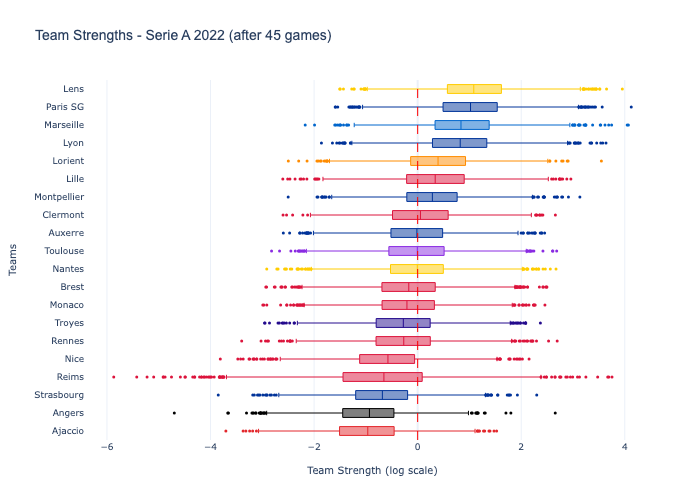 Team Strengths - Serie A 2022 (after 45 games)
Lens
Paris SG
Marseille
Lyon
Lorient
Lille
Montpellier
Clermont
Auxerre
Toulouse
Nantes
Brest
Monaco
Troyes
Rennes
Nice
Reims
Strasbourg
Angers
Ajaccio
Teams
−6 −4 −2 0 2 4
Team Strength (log scale)